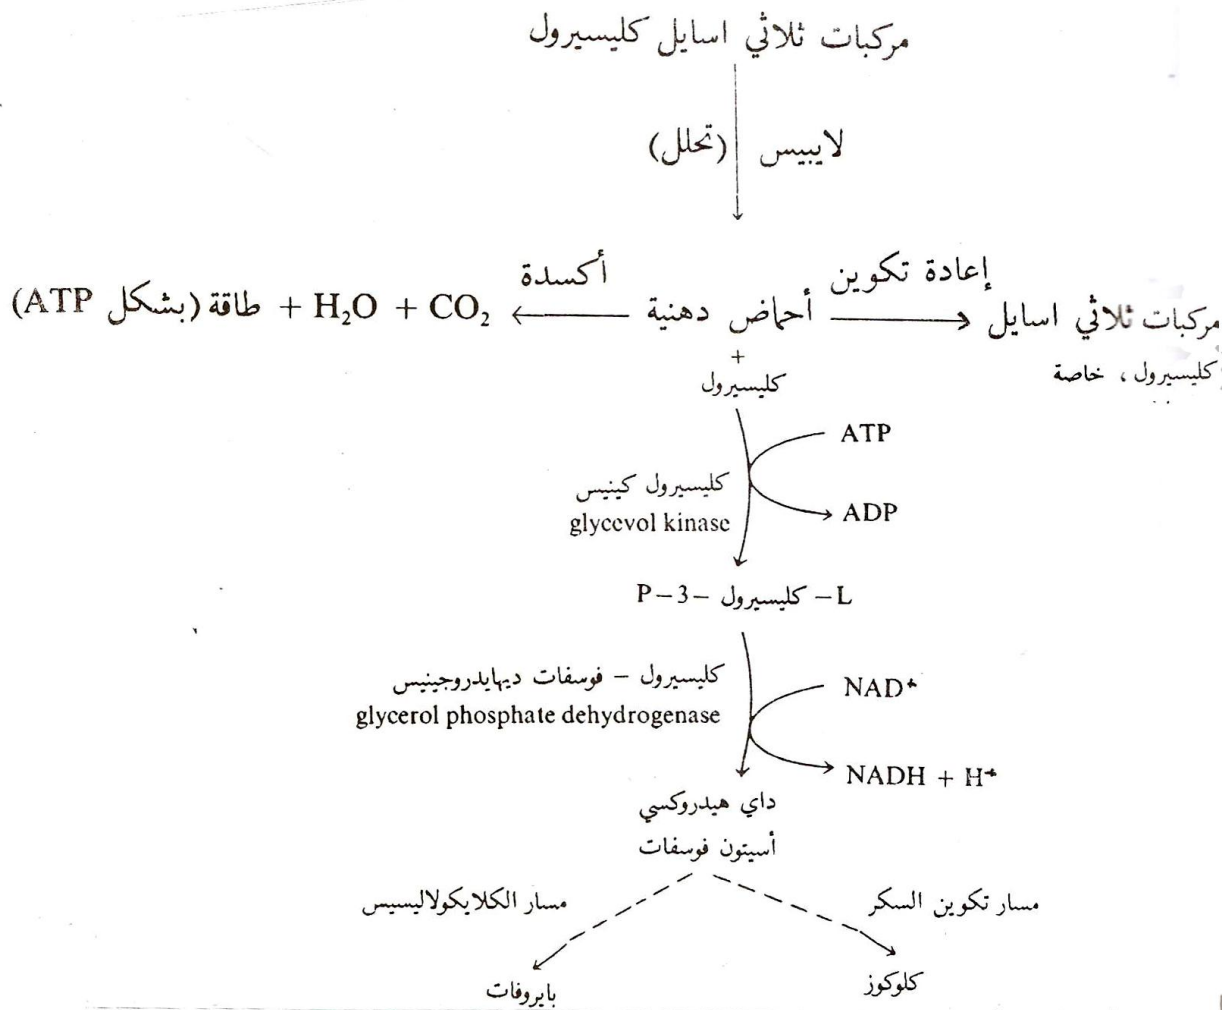 مركبات ثلاثي اسايل كليسيرول
لايبيس (تحلل)
إعادة تكوين
أكسدة
مركبات ثلاثي اسايل
كليسيرول ، خاصة
أحماض دهنية
CO₂ + H₂O + طاقة (بشكل ATP)
+
كليسيرول
ATP
كليسيرول كينيس
glycevol kinase
ADP
L– كليسيرول –3–P
NAD⁺
كليسيرول – فوسفات ديهايدروجينيس
glycerol phosphate dehydrogenase
NADH + H⁺
داي هيدروكسي
أسيتون فوسفات
مسار تكوين السكر
مسار الكلايكولاليسيس
كلوكوز
بايروفات